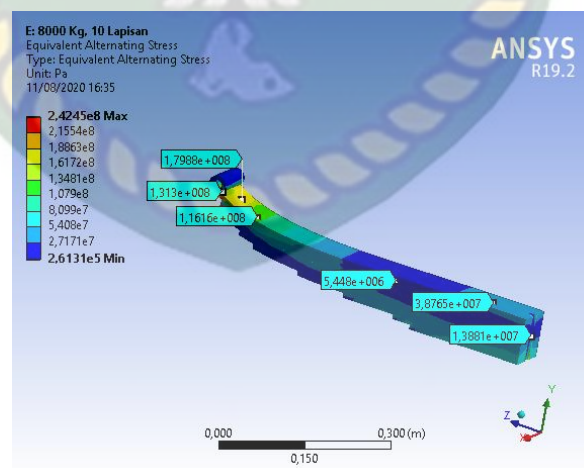 E: 8000 Kg, 10 Lapisan
Equivalent Alternating Stress
Type: Equivalent Alternating Stress
Unit: Pa
11/08/2020 16:35
ANSYS
R19.2
2,4245e8 Max
2,1554e8
1,8863e8
1,6172e8
1,3481e8
1,079e8
8,099e7
5,408e7
2,7171e7
2,6131e5 Min
1,7988e+008
1,313e+008
1,1616e+008
5,448e+006
3,8765e+007
1,3881e+007
0,000
0,300 (m)
0,150
Y
Z
X